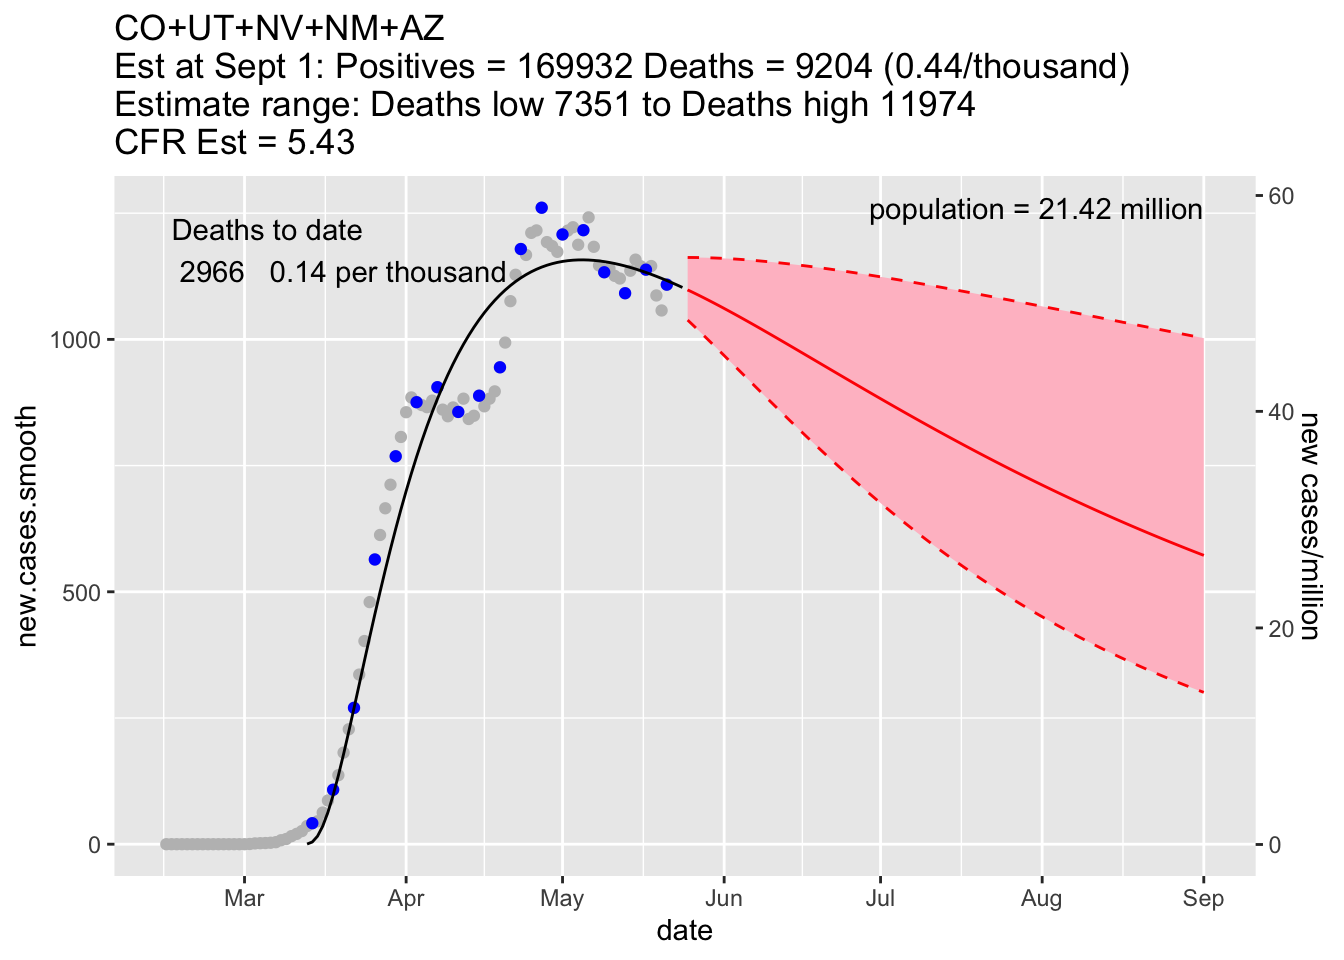 CO+UT+NV+NM+AZ
Est at Sept 1: Positives = 169932 Deaths = 9204 (0.44/thousand)
Estimate range: Deaths low 7351 to Deaths high 11974
CFR Est = 5.43
Deaths to date
2966 0.14 per thousand
population = 21.42 million
new.cases.smooth
1000
500
0
60
40
20
0
new cases/million
Mar Apr May Jun Jul Aug Sep
date